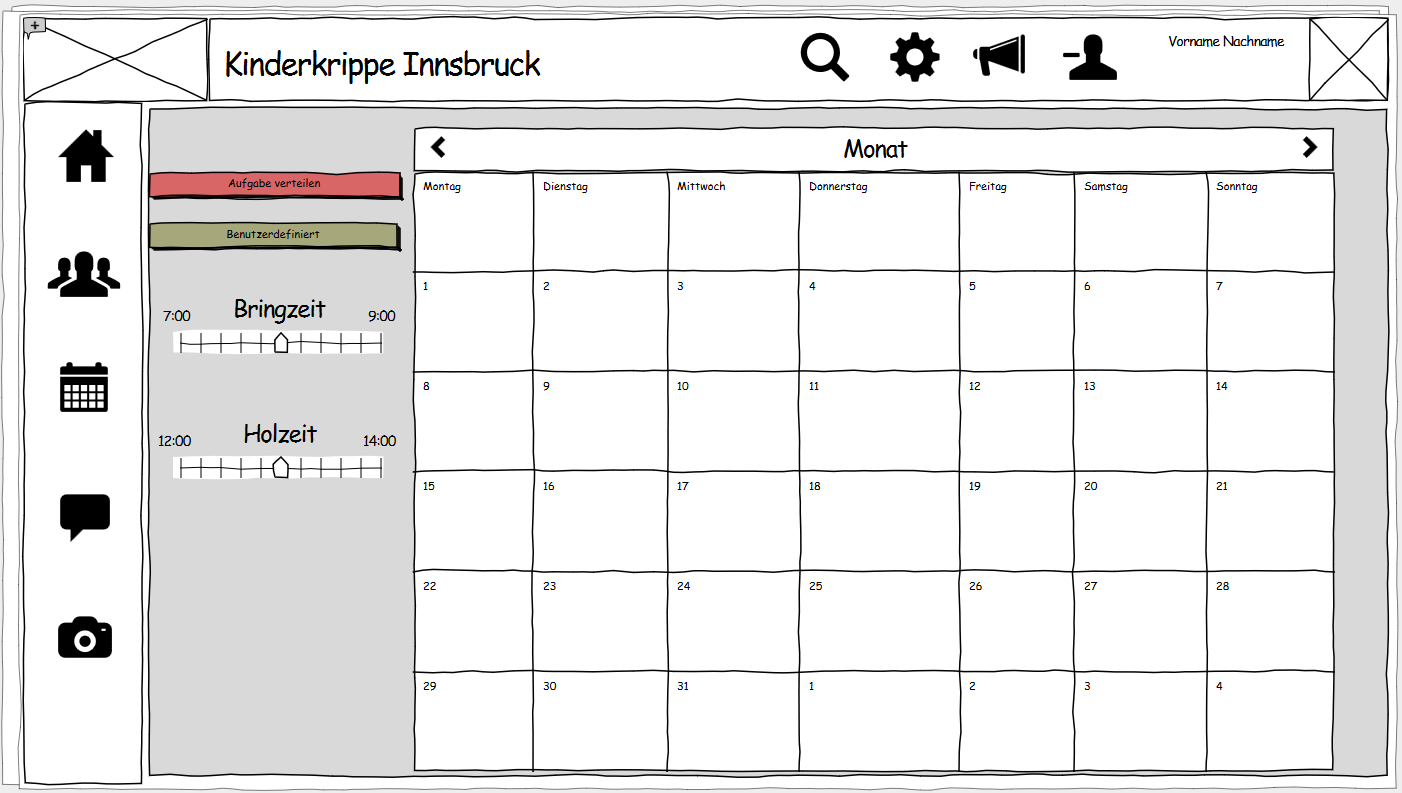 Kinderkrippe Innsbruck
Vorname Nachname
Aufgabe verteilen
Benutzerdefiniert
Bringzeit
7:00 9:00
Holzeit
12:00 14:00
Monat
Montag Dienstag Mittwoch Donnerstag Freitag Samstag Sonntag
1 2 3 4 5 6 7
8 9 10 11 12 13 14
15 16 17 18 19 20 21
22 23 24 25 26 27 28
29 30 31 1 2 3 4